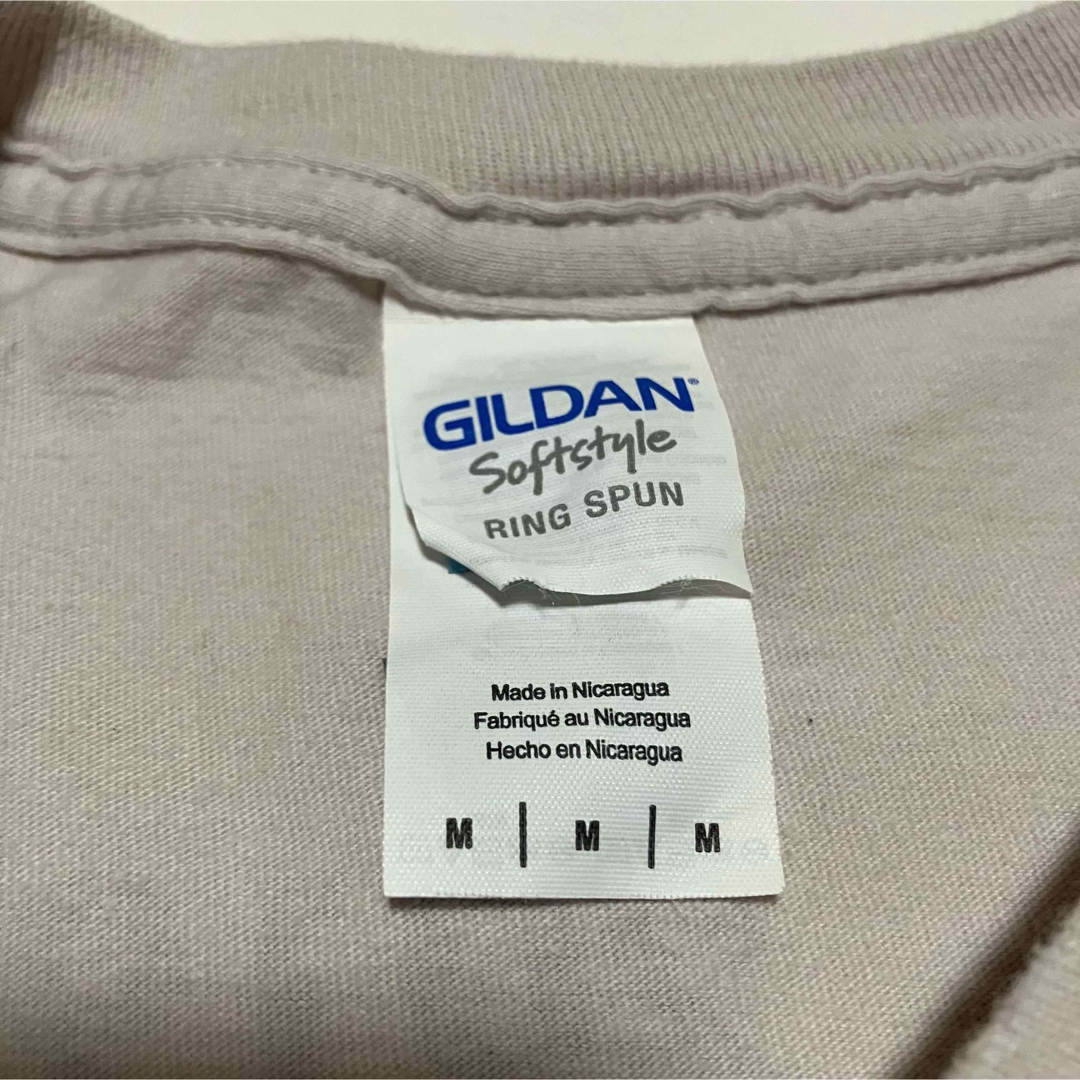 GILDAN®
Softstyle
RING SPUN
Made in Nicaragua
Fabriqué au Nicaragua
Hecho en Nicaragua
M | M | M